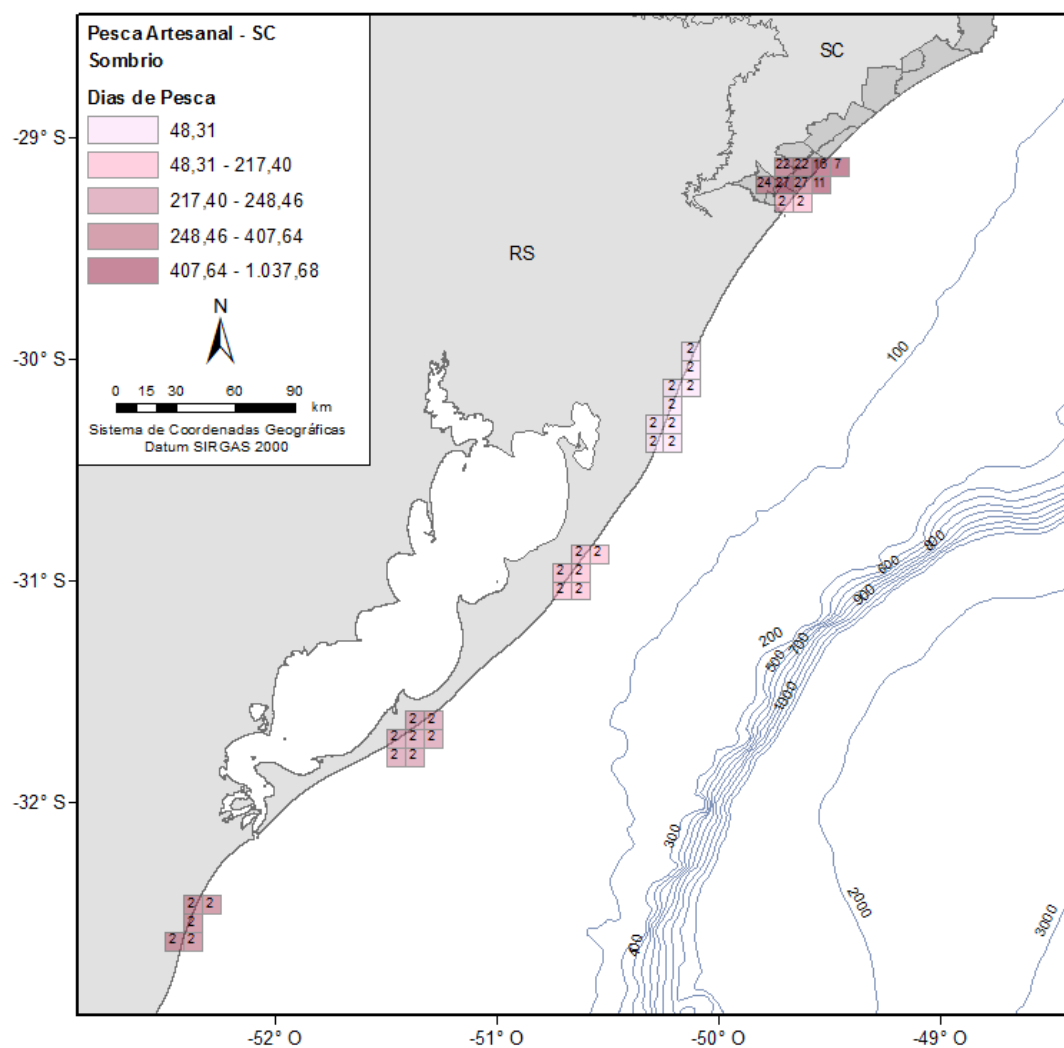 Pesca Artesanal - SC
Sombrio
Dias de Pesca
48,31
48,31 - 217,40
217,40 - 248,46
248,46 - 407,64
407,64 - 1.037,68
N
0 15 30 60 90
km
Sistema de Coordenadas Geográficas
Datum SIRGAS 2000
SC
RS
-29° S
22 22 16 7
24 27 27 11
2 2
-30° S
2
2
2 2
2
2 2
2 2
100
2 2
-31° S
2 2
2 2
800
600
900
200
700
500
1000
2 2
2 2 2
2 2
-32° S
300
2 2
2
2 2
400
2000
3000
-52° O
-51° O
-50° O
-49° O